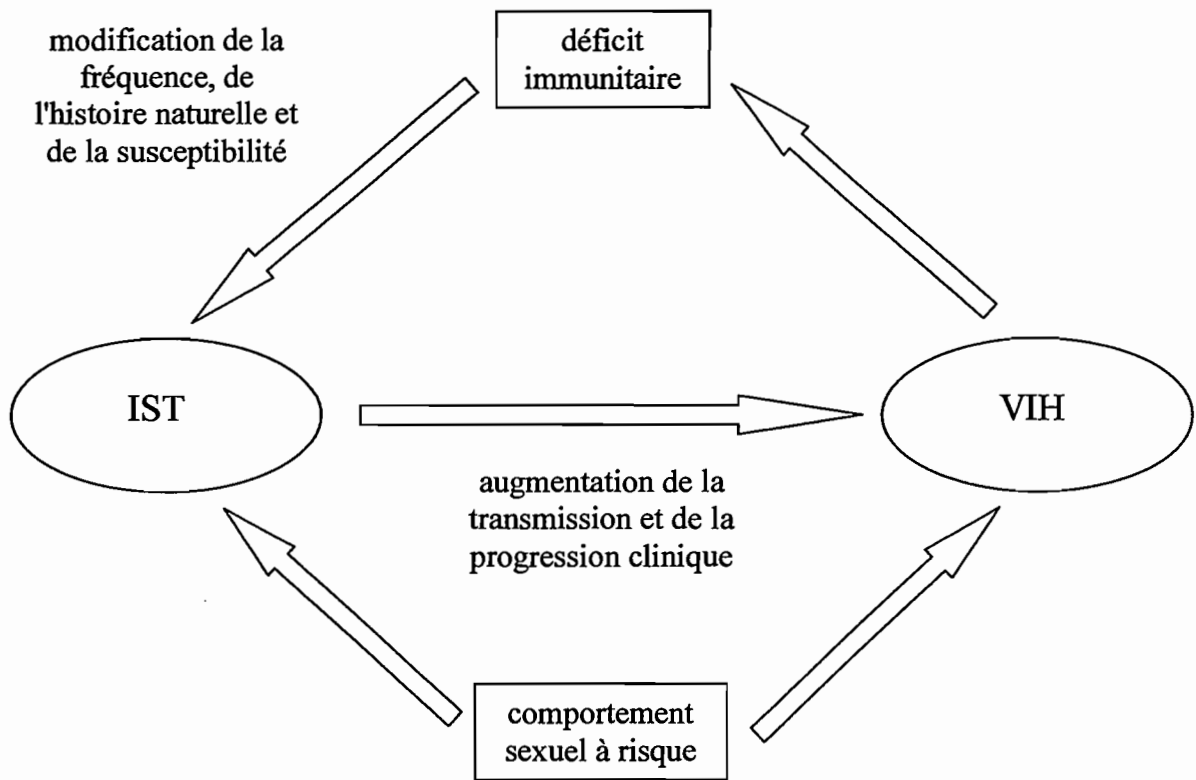 modification de la
fréquence, de
l'histoire naturelle et
de la susceptibilité
déficit
immunitaire
IST
VIH
augmentation de la
transmission et de la
progression clinique
comportement
sexuel à risque